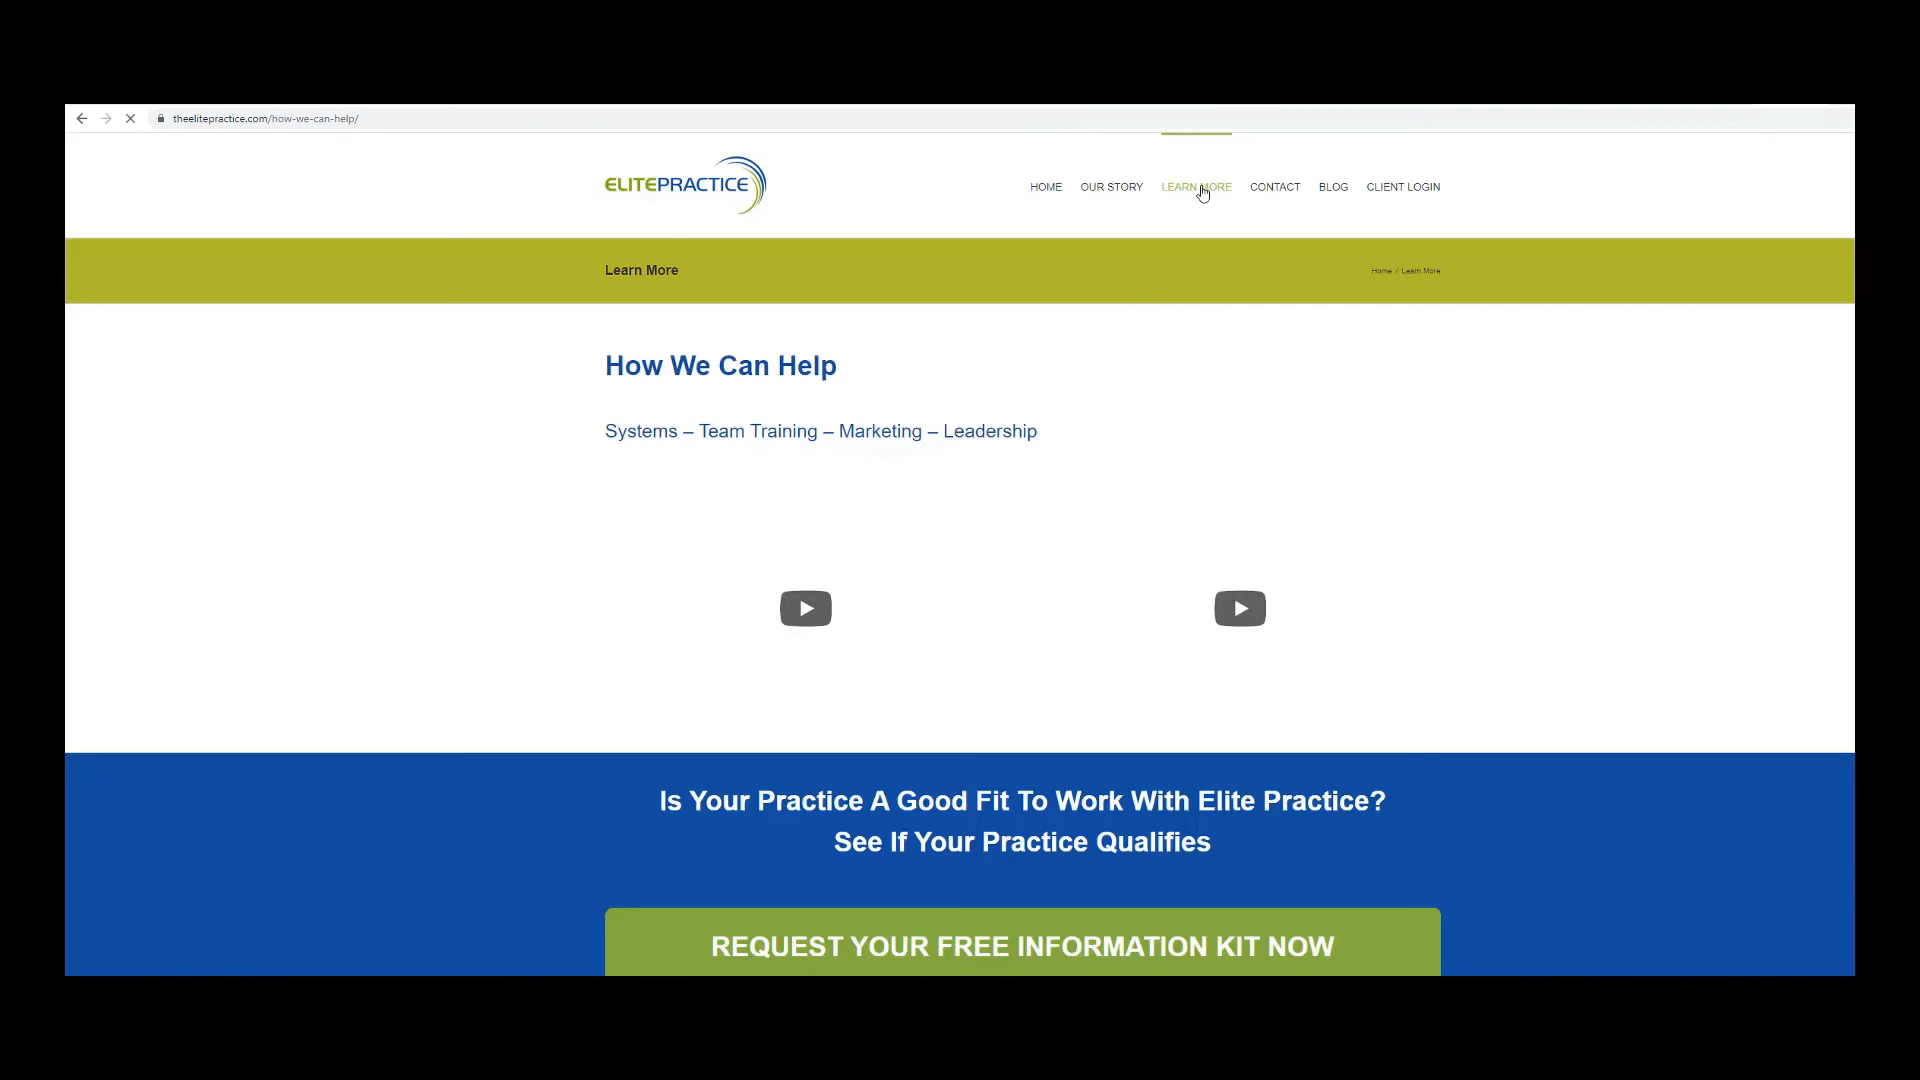 theelitepractice.com/how-we-can-help/
ELITEPRACTICE
HOME OUR STORY LEARN MORE CONTACT BLOG CLIENT LOGIN
Learn More
Home / Learn More
How We Can Help
Systems – Team Training – Marketing – Leadership
Is Your Practice A Good Fit To Work With Elite Practice?
See If Your Practice Qualifies
REQUEST YOUR FREE INFORMATION KIT NOW